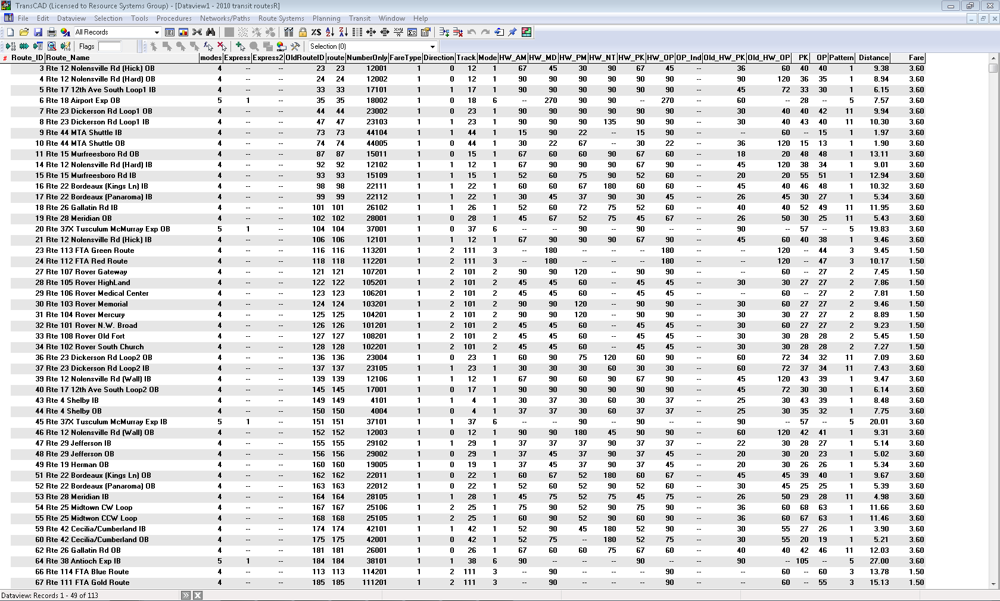 TransCAD (Licensed to Resource Systems Group) - [Dataview1 - 2010 transit routesR]
File Edit Dataview Selection Tools Procedures Networks/Paths Route Systems Planning Transit Window Help
All Records
Flags Selection (0)
# Route_ID Route_Name modes Express Express2 OldRouteID route NumberOnly FareType Direction Track Mode HW_AM HW_MD HW_PM HW_NT HW_PK HW_OP OP_Ind Old_HW_PK Old_HW_OP PK OP Pattern Distance Fare
3 Rte 12 Nolensville Rd (Hick) OB 4 -- -- 23 23 12001 1 0 12 1 67 45 30 90 67 45 -- 36 60 40 40 1 9.38 3.60
4 Rte 12 Nolensville Rd (Hard) OB 4 -- -- 24 24 12002 1 0 12 1 90 90 90 90 90 90 -- 90 120 36 35 1 8.94 3.60
5 Rte 17 12th Ave South Loop1 IB 4 -- -- 33 33 17101 1 1 17 1 90 90 90 90 90 90 -- 45 72 33 30 1 6.15 3.60
6 Rte 18 Airport Exp OB 5 1 -- 35 35 18002 1 0 18 6 -- 270 90 90 -- 270 -- 60 -- 28 -- 5 7.57 3.60
7 Rte 23 Dickerson Rd Loop1 OB 4 -- -- 44 44 23002 1 0 23 1 90 90 90 90 90 90 -- 30 40 40 42 11 9.94 3.60
8 Rte 23 Dickerson Rd Loop1 IB 4 -- -- 47 47 23103 1 1 23 1 90 90 90 135 90 90 -- 30 40 43 40 11 10.30 3.60
9 Rte 44 MTA Shuttle IB 4 -- -- 73 73 44104 1 1 44 1 15 90 22 -- 15 90 -- -- 60 -- 15 1 1.97 3.60
10 Rte 44 MTA Shuttle OB 4 -- -- 74 74 44005 1 0 44 1 30 22 67 -- 30 22 -- 36 120 15 13 1 1.90 3.60
11 Rte 15 Murfreesboro Rd OB 4 -- -- 87 87 15011 1 0 15 1 67 60 60 90 67 60 -- 18 20 48 48 1 13.11 3.60
14 Rte 12 Nolensville Rd (Hard) IB 4 -- -- 92 92 12102 1 1 12 1 67 90 90 90 67 90 -- 45 120 38 34 1 9.01 3.60
15 Rte 15 Murfreesboro Rd IB 4 -- -- 93 93 15109 1 1 15 1 52 60 75 90 52 60 -- 20 20 55 51 1 12.94 3.60
16 Rte 22 Bordeaux (Kings Ln) IB 4 -- -- 98 98 22111 1 1 22 1 60 60 67 180 60 60 -- 45 40 46 48 1 10.32 3.60
17 Rte 22 Bordeaux (Panaroma) IB 4 -- -- 99 99 22112 1 1 22 1 30 45 37 90 30 45 -- 26 45 30 27 1 5.34 3.60
18 Rte 26 Gallatin Rd IB 4 -- -- 101 101 26102 1 1 26 1 52 60 72 75 52 60 -- 40 40 52 49 11 11.95 3.60
19 Rte 28 Meridian OB 4 -- -- 102 102 28001 1 0 28 1 45 67 52 75 45 67 -- 26 50 30 25 11 5.43 3.60
20 Rte 37X Tusculum McMurray Exp OB 5 1 -- 104 104 37001 1 0 37 6 -- -- 90 -- 90 -- -- 90 -- 57 -- 5 19.83 3.60
21 Rte 12 Nolensville Rd (Hick) IB 4 -- -- 106 106 12101 1 1 12 1 67 90 90 90 67 90 -- 45 60 40 38 1 9.46 3.60
23 Rte 113 FTA Green Route 4 -- -- 116 116 113201 1 2 111 3 -- 180 -- -- -- 180 -- -- 120 -- 44 3 9.45 1.50
24 Rte 112 FTA Red Route 4 -- -- 118 118 112201 1 2 111 3 -- 180 -- -- -- 180 -- -- 120 -- 47 3 10.17 1.50
27 Rte 107 Rover Gateway 4 -- -- 121 121 107201 1 2 101 2 90 90 120 -- 90 90 -- -- 60 -- 27 2 7.45 1.50
28 Rte 105 Rover HighLand 4 -- -- 122 122 105201 1 2 101 2 45 45 60 -- 45 45 -- 30 30 27 27 2 7.86 1.50
29 Rte 106 Rover Medical Center 4 -- -- 123 123 106201 1 2 101 2 45 45 60 -- 45 45 -- -- 60 -- 27 2 7.81 1.50
30 Rte 103 Rover Memorial 4 -- -- 124 124 103201 1 2 101 2 90 90 120 -- 90 90 -- 30 60 27 27 2 9.46 1.50
31 Rte 104 Rover Mercury 4 -- -- 125 125 104201 1 2 101 2 90 90 120 -- 90 90 -- 30 30 27 27 2 8.89 1.50
32 Rte 101 Rover N.W. Broad 4 -- -- 126 126 101201 1 2 101 2 45 45 60 -- 45 45 -- 30 60 27 27 2 9.23 1.50
33 Rte 108 Rover Old Fort 4 -- -- 127 127 108201 1 2 101 2 45 45 60 -- 45 45 -- 30 30 28 28 2 5.45 1.50
34 Rte 102 Rover South Church 4 -- -- 128 128 102201 1 2 101 2 45 45 60 -- 45 45 -- 30 30 28 28 2 7.27 1.50
36 Rte 23 Dickerson Rd Loop2 OB 4 -- -- 136 136 23004 1 0 23 1 60 90 75 120 60 90 -- 60 72 34 32 11 7.09 3.60
37 Rte 23 Dickerson Rd Loop2 IB 4 -- -- 137 137 23105 1 1 23 1 30 30 30 60 30 30 -- 60 72 37 34 11 7.43 3.60
39 Rte 12 Nolensville Rd (Wall) IB 4 -- -- 139 139 12106 1 1 12 1 67 90 60 90 67 90 -- 45 120 43 39 1 9.47 3.60
40 Rte 17 12th Ave South Loop2 OB 4 -- -- 145 145 17001 1 0 17 1 90 90 90 90 90 90 -- 45 72 30 30 1 6.14 3.60
43 Rte 4 Shelby IB 4 -- -- 149 149 4101 1 1 4 1 30 37 30 60 30 37 -- 25 30 43 39 1 8.48 3.60
44 Rte 4 Shelby OB 4 -- -- 150 150 4004 1 0 4 1 37 37 30 60 37 37 -- 25 30 35 32 1 7.75 3.60
45 Rte 37X Tusculum McMurray Exp IB 5 1 -- 151 151 37101 1 1 37 6 -- -- 90 -- 90 -- -- 90 -- 57 -- 5 20.01 3.60
46 Rte 12 Nolensville Rd (Wall) OB 4 -- -- 152 152 12003 1 0 12 1 90 90 180 45 90 90 -- 60 120 42 41 1 9.31 3.60
47 Rte 29 Jefferson IB 4 -- -- 155 155 29102 1 1 29 1 37 37 37 90 37 37 -- 22 30 28 27 1 5.14 3.60
48 Rte 29 Jefferson OB 4 -- -- 156 156 29002 1 0 29 1 37 45 37 90 37 45 -- 20 30 20 23 1 5.02 3.60
49 Rte 19 Herman OB 4 -- -- 160 160 19005 1 0 19 1 37 45 37 90 37 45 -- 20 30 26 26 1 5.34 3.60
51 Rte 22 Bordeaux (Kings Ln) OB 4 -- -- 162 162 22011 1 0 22 1 60 67 52 180 60 67 -- 45 45 39 40 1 9.67 3.60
52 Rte 22 Bordeaux (Panaroma) OB 4 -- -- 163 163 22012 1 0 22 1 52 60 52 90 52 60 -- 30 45 25 25 1 5.39 3.60
53 Rte 28 Meridian IB 4 -- -- 164 164 28105 1 1 28 1 45 75 52 75 45 75 -- 26 50 29 28 11 4.98 3.60
54 Rte 25 Midtown CW Loop 4 -- -- 167 167 25106 1 2 25 1 75 90 52 90 75 90 -- 36 60 68 63 1 11.66 3.60
55 Rte 25 Midtwon CCW Loop 4 -- -- 168 168 25105 1 2 25 1 60 90 52 90 60 90 -- 36 60 67 63 1 11.46 3.60
59 Rte 42 Cecilia/Cumberland IB 4 -- -- 174 174 42101 1 1 42 1 52 90 45 180 52 90 -- 30 55 27 26 1 3.90 3.60
60 Rte 42 Cecilia/Cumberland OB 4 -- -- 175 175 42001 1 0 42 1 52 75 -- 180 52 75 -- 30 55 20 19 1 5.21 3.60
62 Rte 26 Gallatin Rd OB 4 -- -- 181 181 26001 1 0 26 1 67 60 60 75 67 60 -- 40 40 42 46 11 12.03 3.60
64 Rte 38 Antioch Exp IB 5 1 -- 184 184 38101 1 1 38 6 90 -- -- -- 90 -- -- 90 -- 105 -- 5 27.00 3.60
66 Rte 114 FTA Blue Route 4 -- -- 113 113 114201 1 2 111 3 -- 90 -- -- -- 90 -- -- 60 -- 60 3 13.78 1.50
67 Rte 111 FTA Gold Route 4 -- -- 185 185 111201 1 2 111 3 -- 90 -- -- -- 90 -- -- 60 -- 55 3 15.13 1.50
Dataview: Records 1 - 49 of 113